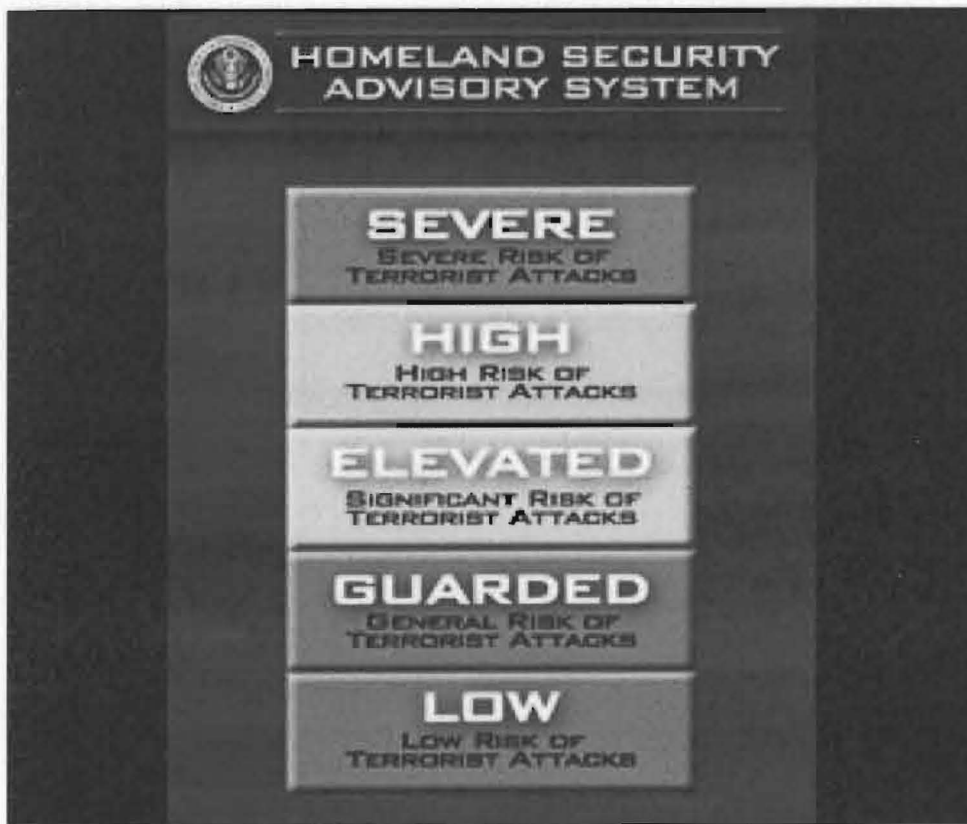 HOMELAND SECURITY
ADVISORY SYSTEM
SEVERE
SEVERE RISK OF
TERRORIST ATTACKS
HIGH
HIGH RISK OF
TERRORIST ATTACKS
ELEVATED
SIGNIFICANT RISK OF
TERRORIST ATTACKS
GUARDED
GENERAL RISK OF
TERRORIST ATTACKS
LOW
LOW RISK OF
TERRORIST ATTACKS